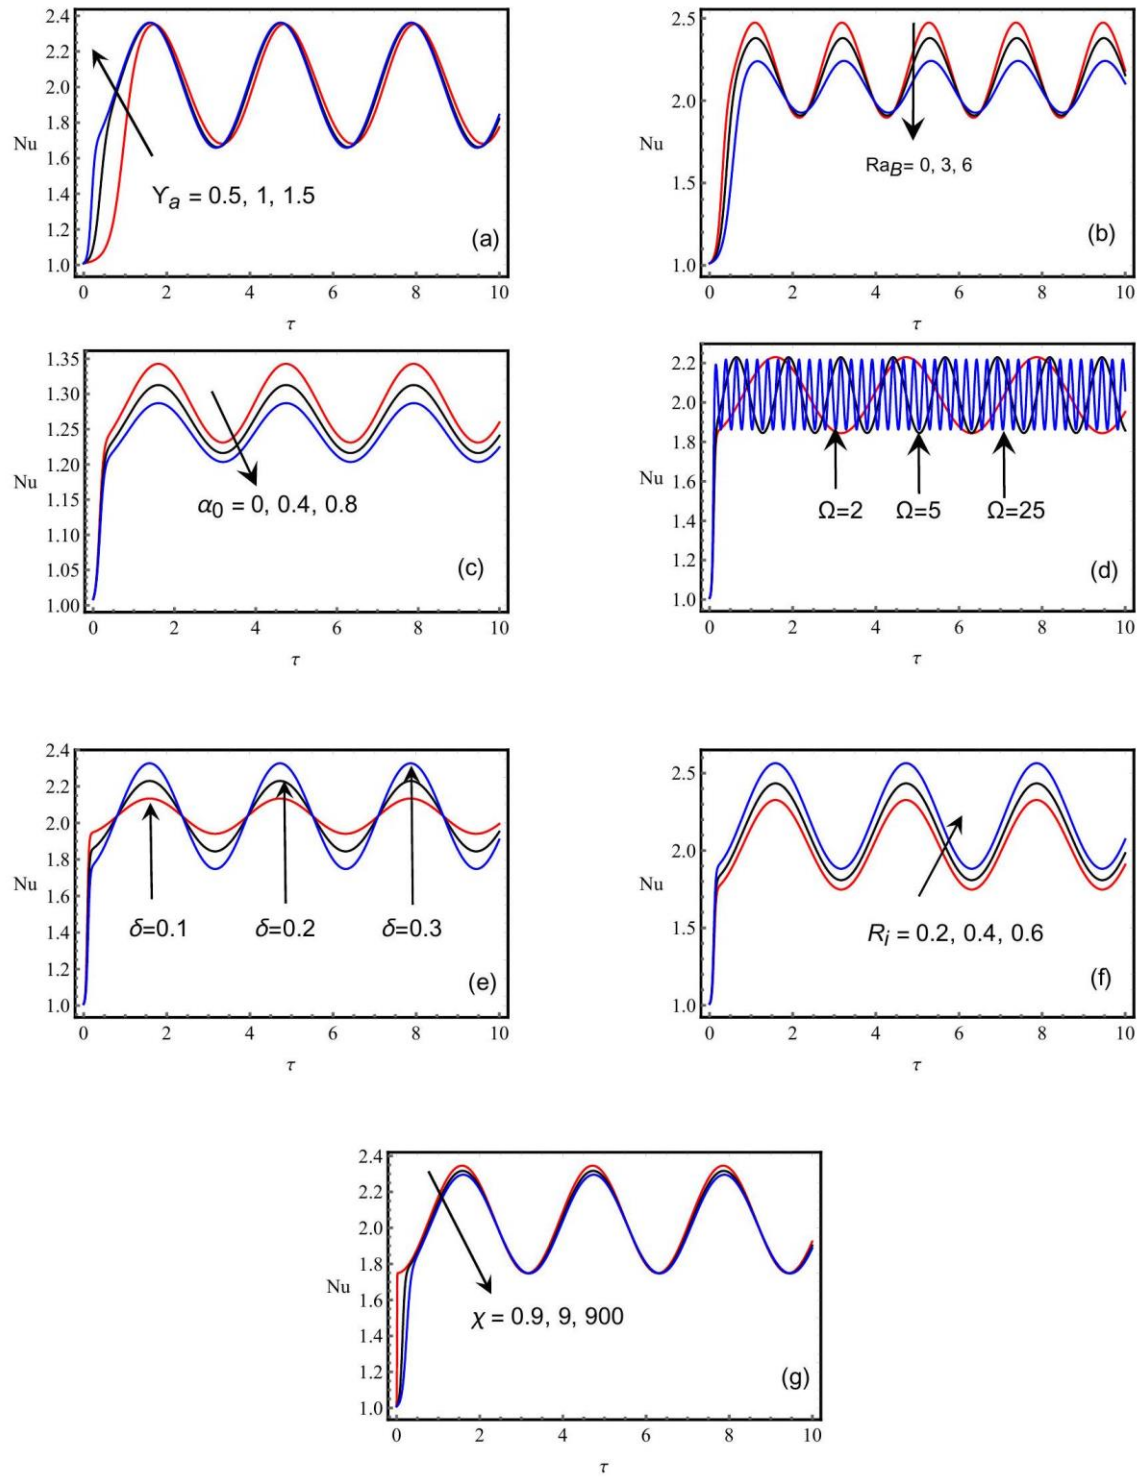 2.4
2.2
2.0
Nu 1.8
1.6
1.4
1.2
1.0
ϒa = 0.5, 1, 1.5
(a)
0 2 4 6 8 10
τ
2.5
2.0
Nu
1.5
1.0
RaB= 0, 3, 6
(b)
0 2 4 6 8 10
τ
1.35
1.30
1.25
Nu 1.20
1.15
1.10
1.05
1.00
α0 = 0, 0.4, 0.8
(c)
0 2 4 6 8 10
τ
2.2
2.0
1.8
Nu 1.6
1.4
1.2
1.0
Ω=2 Ω=5 Ω=25
(d)
0 2 4 6 8 10
τ
2.4
2.2
2.0
1.8
Nu
1.6
1.4
1.2
1.0
δ=0.1 δ=0.2 δ=0.3
(e)
0 2 4 6 8 10
τ
2.5
2.0
Nu
1.5
1.0
Ri = 0.2, 0.4, 0.6
(f)
0 2 4 6 8 10
τ
2.4
2.2
2.0
1.8
Nu
1.6
1.4
1.2
1.0
χ = 0.9, 9, 900
(g)
0 2 4 6 8 10
τ